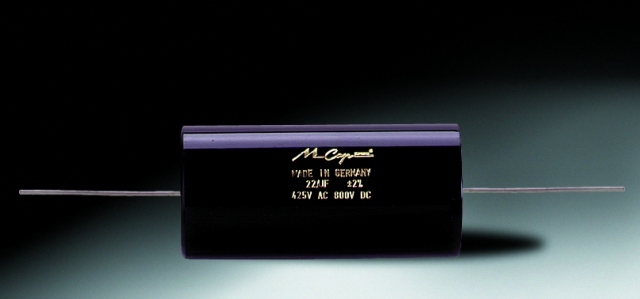 M-Cap
MADE IN GERMANY
22µF ±2%
425V AC 800V DC